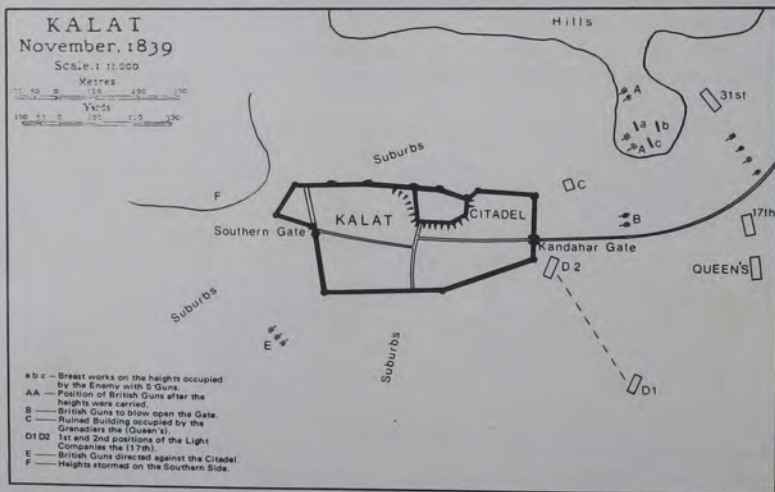 KALAT
November, 1839
Scale. 1 11 000
Metres
Yards
Hills
A
31st
a b
A c
Suburbs
C
F
17th
KALAT
CITADEL
B
Southern Gate
Kandahar Gate
D2
QUEEN'S
Suburbs
E
Suburbs
D1
a b c — Breast works on the heights occupied
by the Enemy with 5 Guns.
AA — Position of British Guns after the
heights were carried.
B — British Guns to blow open the Gate.
C — Ruined Building occupied by the
Grenadiers the (Queen's).
D1 D2 1st and 2nd positions of the Light
Companies the (17th).
E — British Guns directed against the Citadel.
F — Heights stormed on the Southern Side.